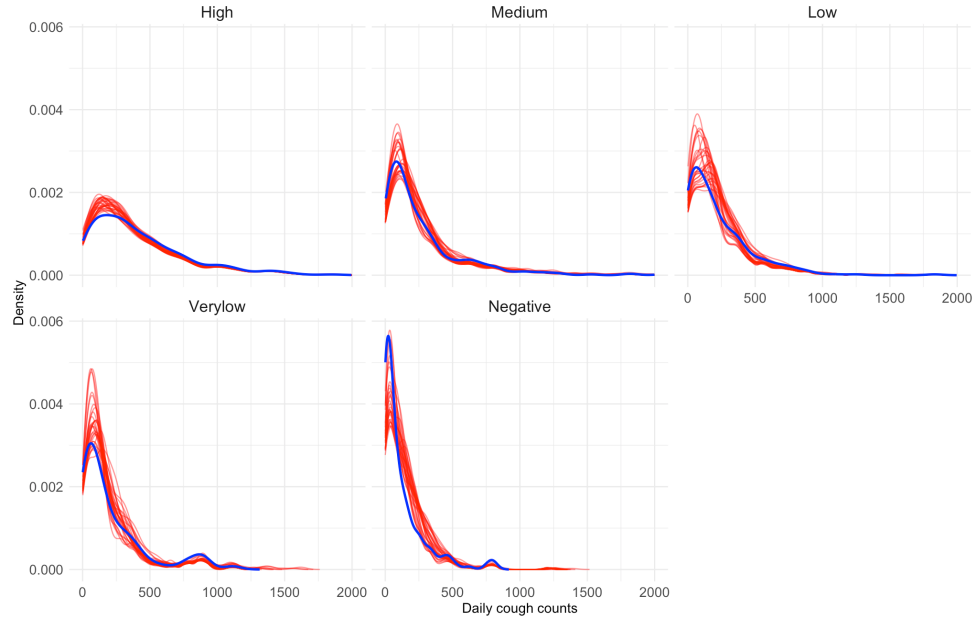 High Medium Low
0.006
0.004
0.002
0.000
0 500 1000 1500 2000
Verylow Negative
0.006
0.004
0.002
0.000
0 500 1000 1500 2000 0 500 1000 1500 2000
Density
Daily cough counts